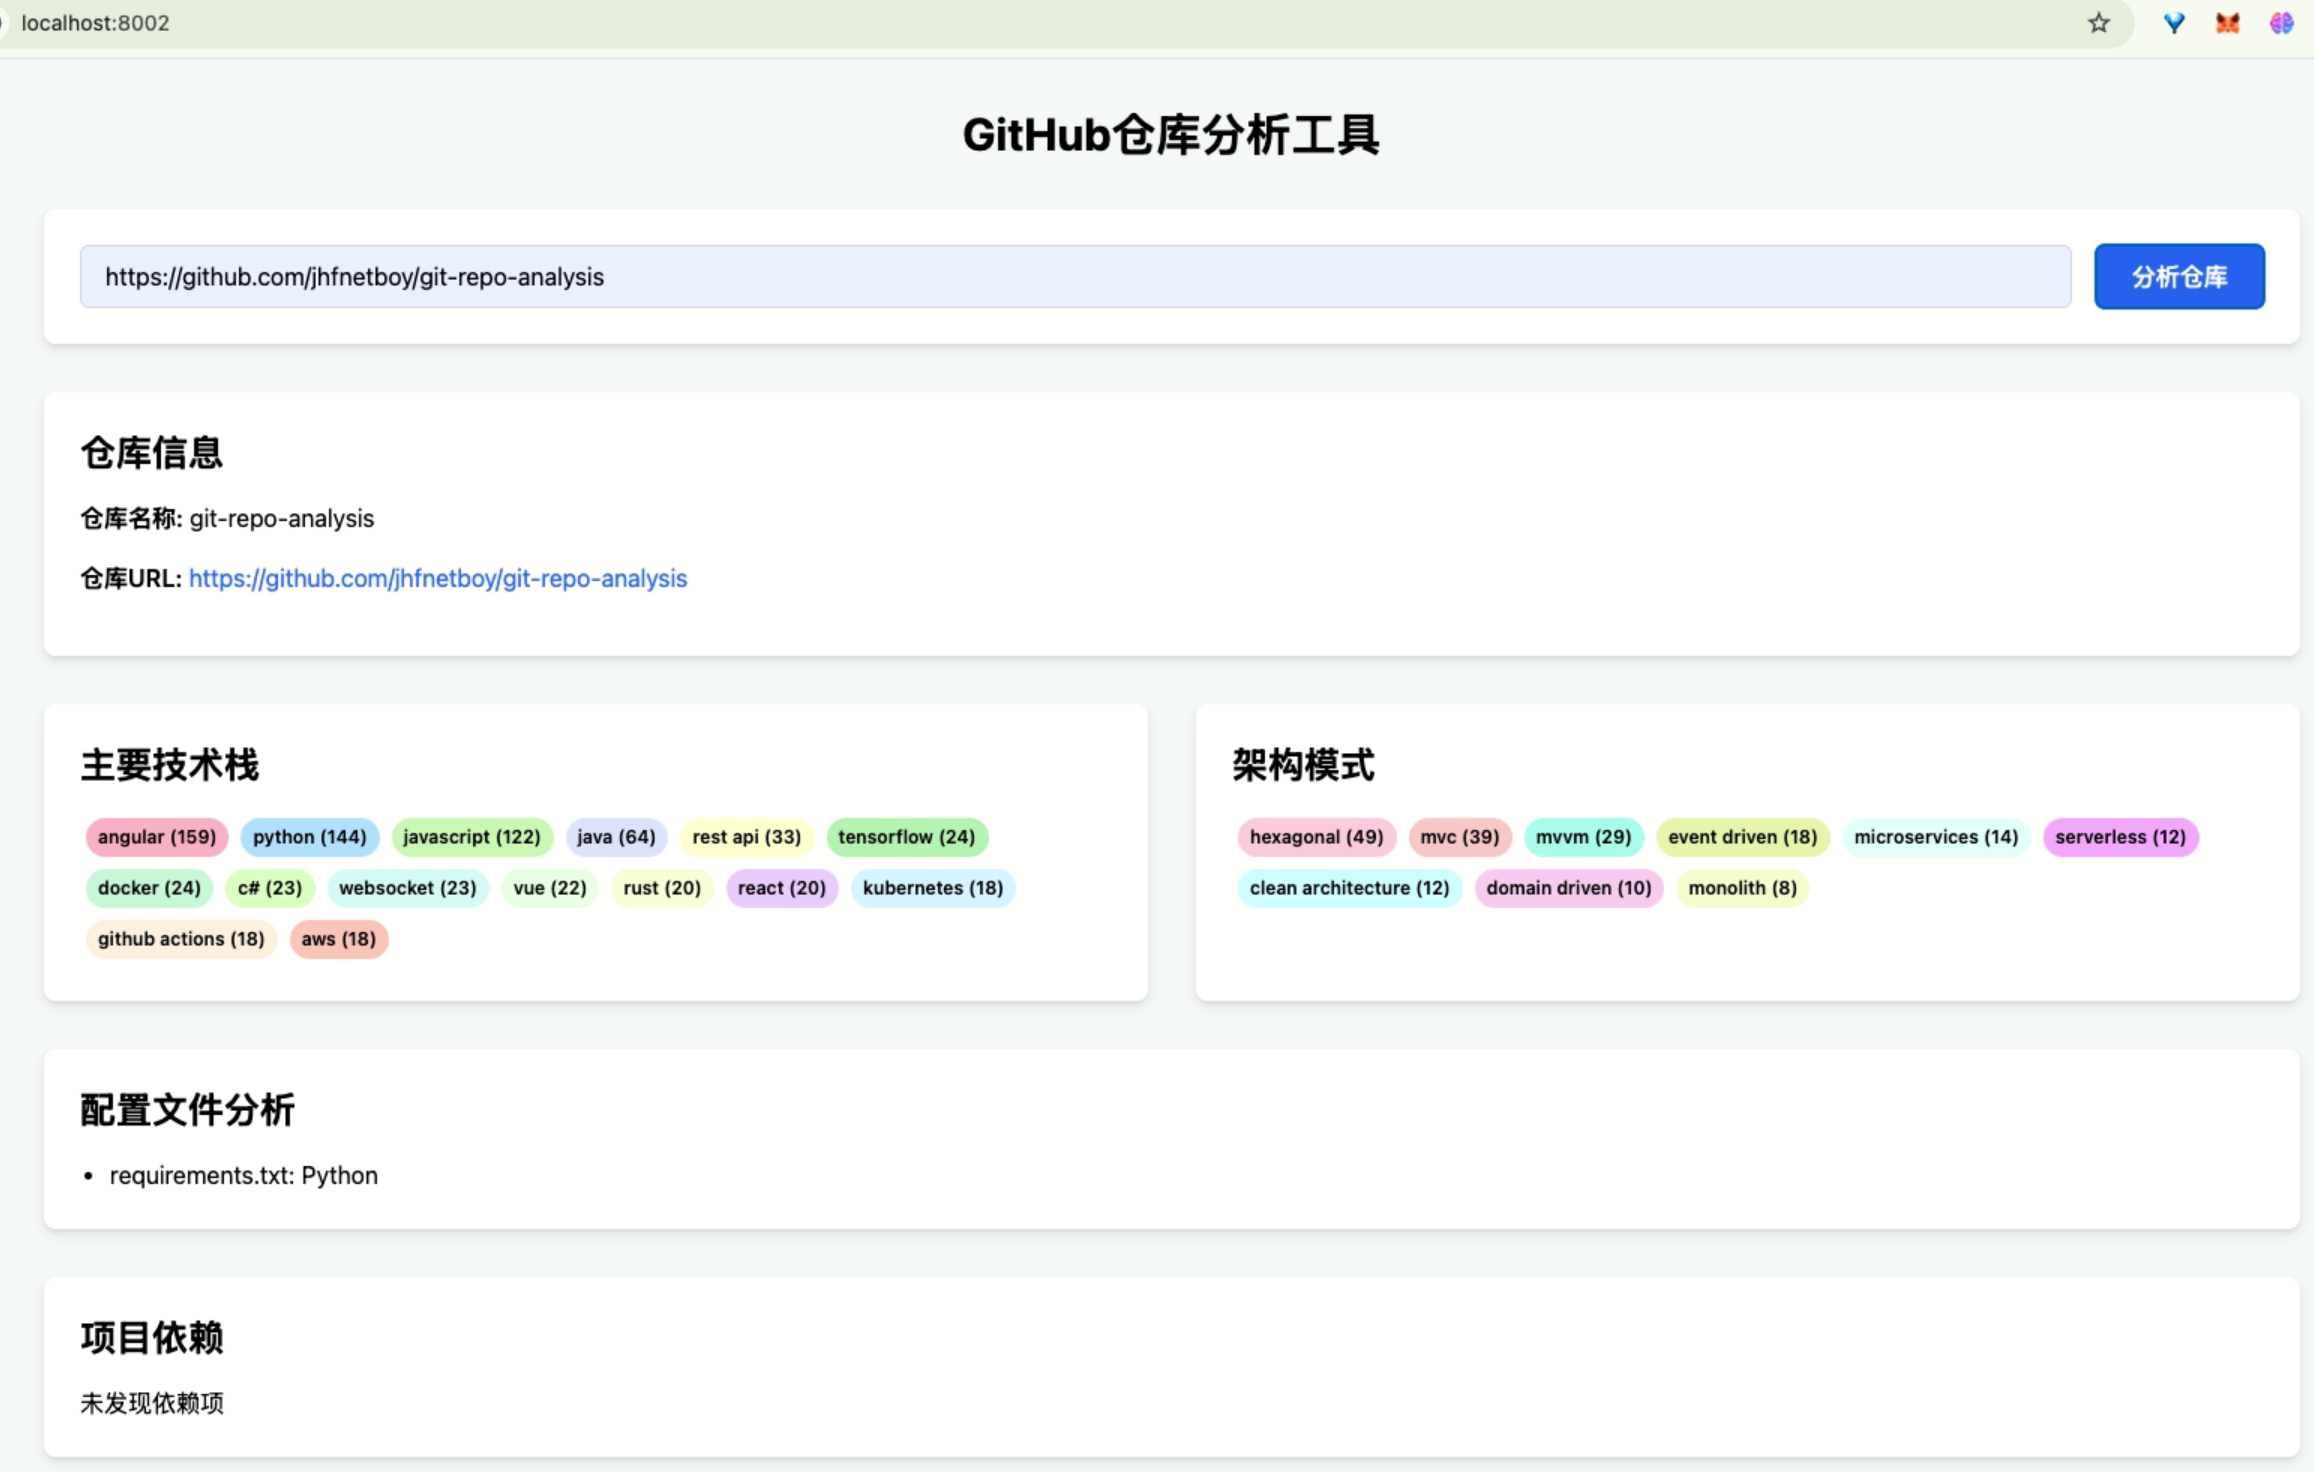 localhost:8002
GitHub仓库分析工具
https://github.com/jhfnetboy/git-repo-analysis
分析仓库
仓库信息
仓库名称: git-repo-analysis
仓库URL: https://github.com/jhfnetboy/git-repo-analysis
主要技术栈
angular (159) python (144) javascript (122) java (64) rest api (33) tensorflow (24)
docker (24) c# (23) websocket (23) vue (22) rust (20) react (20) kubernetes (18)
github actions (18) aws (18)
架构模式
hexagonal (49) mvc (39) mvvm (29) event driven (18) microservices (14) serverless (12)
clean architecture (12) domain driven (10) monolith (8)
配置文件分析
• requirements.txt: Python
项目依赖
未发现依赖项